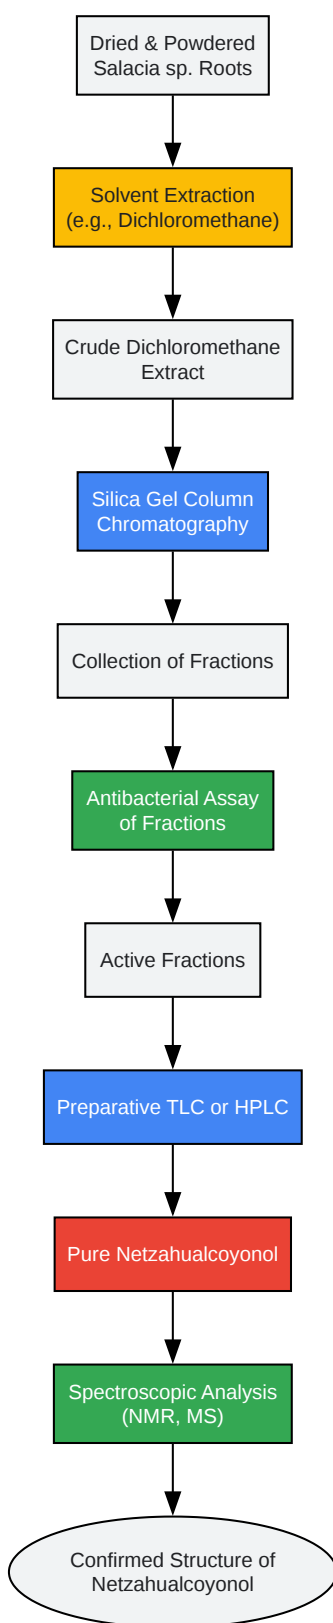 Dried & Powdered
Salacia sp. Roots
Solvent Extraction
(e.g., Dichloromethane)
Crude Dichloromethane
Extract
Silica Gel Column
Chromatography
Collection of Fractions
Antibacterial Assay
of Fractions
Active Fractions
Preparative TLC or HPLC
Pure Netzahualcoyonol
Spectroscopic Analysis
(NMR, MS)
Confirmed Structure of
Netzahualcoyonol